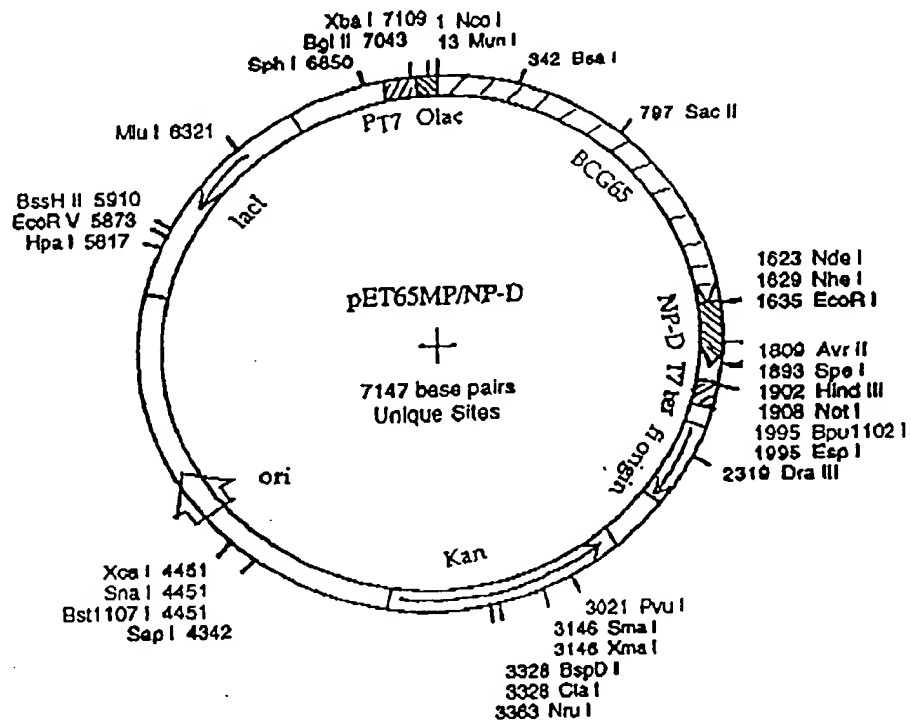 Xba I 7109
1 Nco I
Bgl II 7043
13 Mun I
Sph I 6850
342 Bsa I
797 Sac II
PT7
Olac
BCG65
Mlu I 6321
lacI
BssH II 5910
EcoR V 5873
Hpa I 5817
1623 Nde I
1629 Nhe I
1635 EcoR I
pET65MP/NP-D
7147 base pairs
Unique Sites
NP-D
T7 ter
fi origin
1809 Avr II
1893 Spe I
1902 Hind III
1908 Not I
1995 Bpu1102 I
1995 Esp I
2319 Dra III
ori
Kan
Xca I 4451
Sna I 4451
Bst1107 I 4451
Sap I 4342
3021 Pvu I
3146 Sma I
3146 Xma I
3328 BspD I
3328 Cla I
3363 Nru I